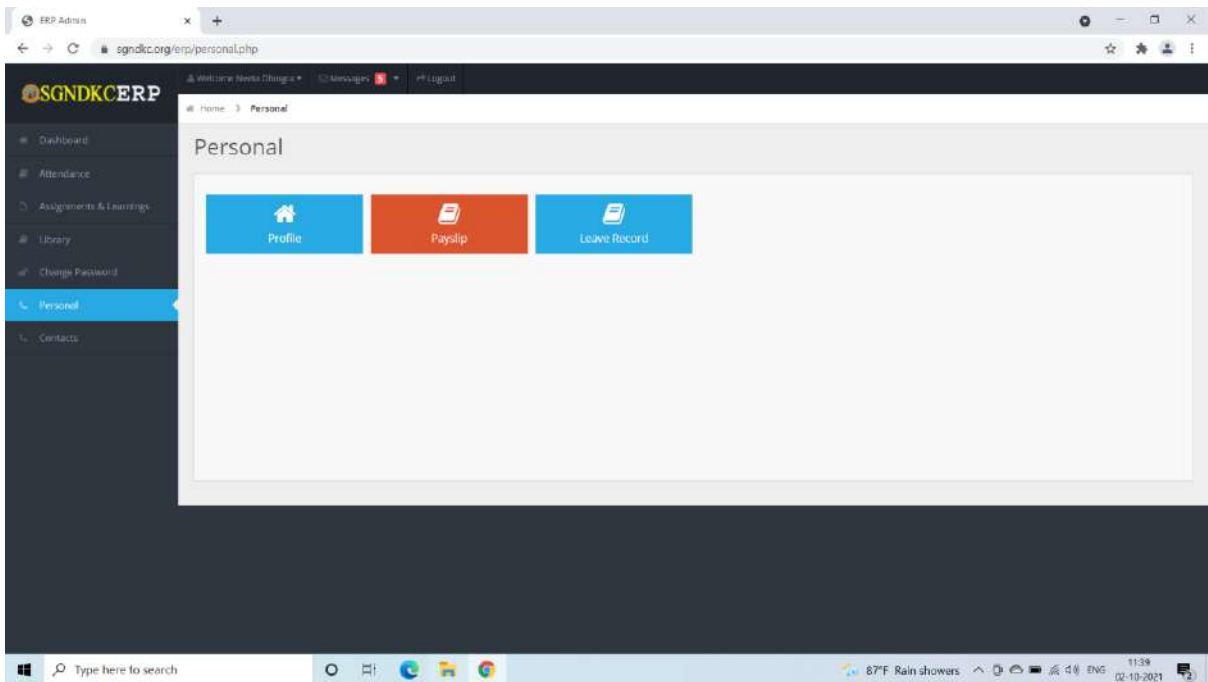 ERP Admin
sgndkc.org/erp/personal.php
SGNDKCERP
Welcome Neeta Dhingra
Messages 5
Logout
Home > Personal
Dashboard
Attendance
Assignments & Learnings
Library
Change Password
Personal
Contacts
Personal
Profile
Payslip
Leave Record
Type here to search
87°F Rain showers
ENG
11:39
02-10-2021
2